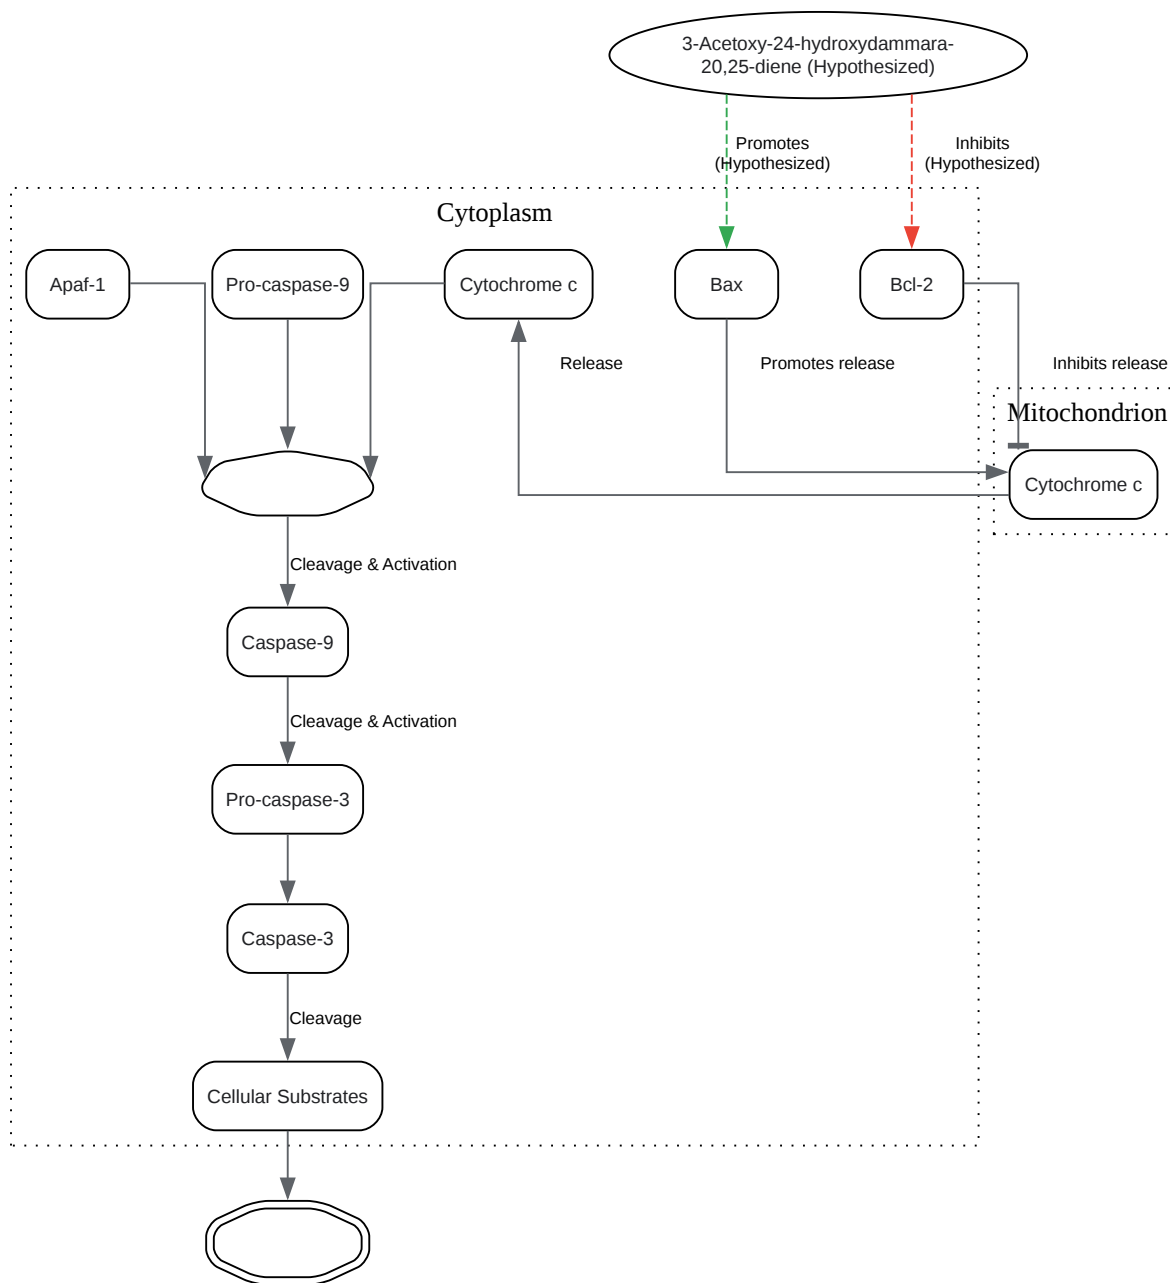 3-Acetoxy-24-hydroxydammara-
20,25-diene (Hypothesized)
Promotes
(Hypothesized)
Inhibits
(Hypothesized)
Cytoplasm
Apaf-1
Pro-caspase-9
Cytochrome c
Bax
Bcl-2
Release
Promotes release
Inhibits release
Mitochondrion
Cytochrome c
Cleavage & Activation
Caspase-9
Cleavage & Activation
Pro-caspase-3
Caspase-3
Cleavage
Cellular Substrates